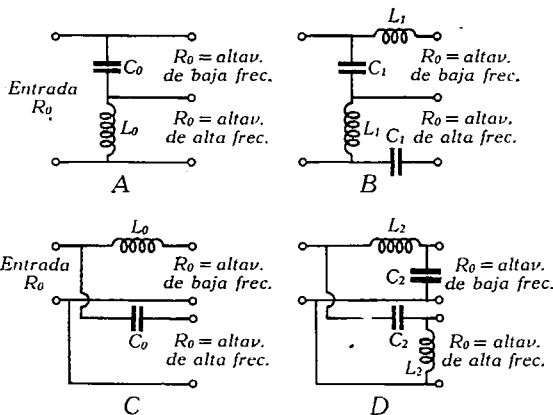 Entrada
R₀
C₀
R₀ = altav.
de baja frec.
L₀
R₀ = altav.
de alta frec.
A
L₁
C₁
R₀ = altav.
de baja frec.
L₁
C₁
R₀ = altav.
de alta frec.
B
Entrada
R₀
L₀
R₀ = altav.
de baja frec.
C₀
R₀ = altav.
de alta frec.
C
L₂
C₂
R₀ = altav.
de baja frec.
C₂
L₂
R₀ = altav.
de alta frec.
D